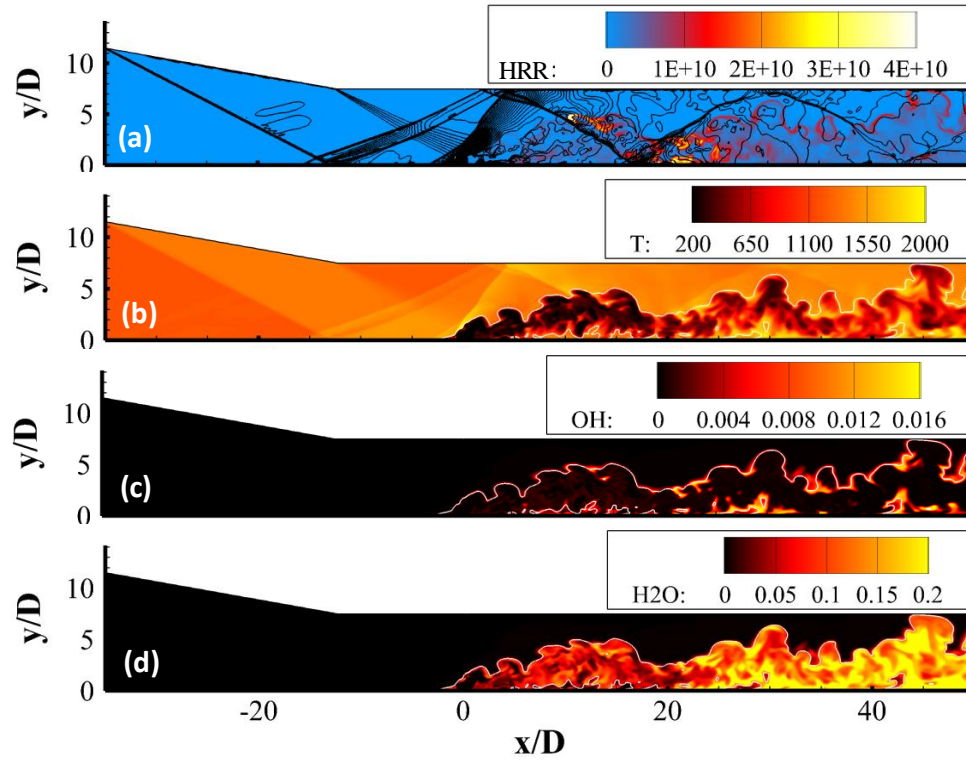 10
5
0
y/D
(a)
HRR:
0 1E+10 2E+10 3E+10 4E+10
10
5
0
y/D
(b)
T: 200 650 1100 1550 2000
10
5
0
y/D
(c)
OH: 0 0.004 0.008 0.012 0.016
10
5
0
y/D
(d)
H2O: 0 0.05 0.1 0.15 0.2
-20 0 20 40
x/D